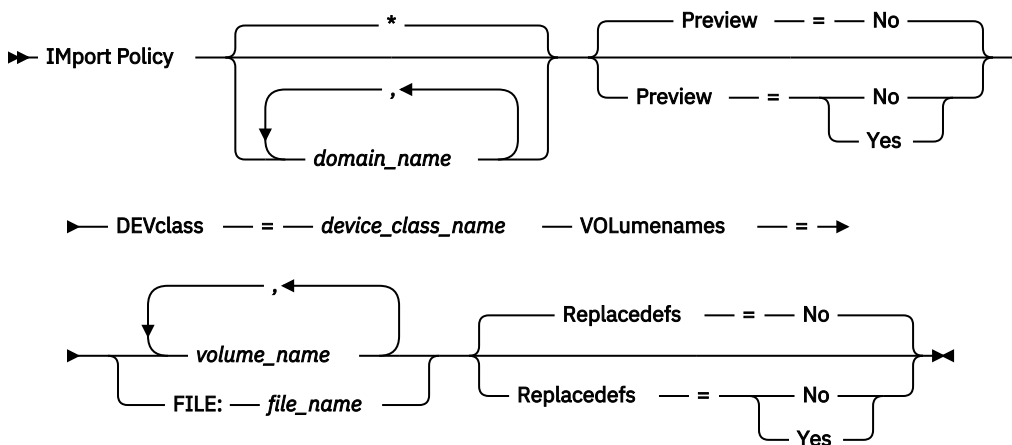 *
Preview = No
IMport Policy
,
Preview = No
domain_name
Yes
DEVclass = device_class_name VOLumenames =
,
Replacedefs = No
volume_name
Replacedefs = No
FILE: file_name
Yes